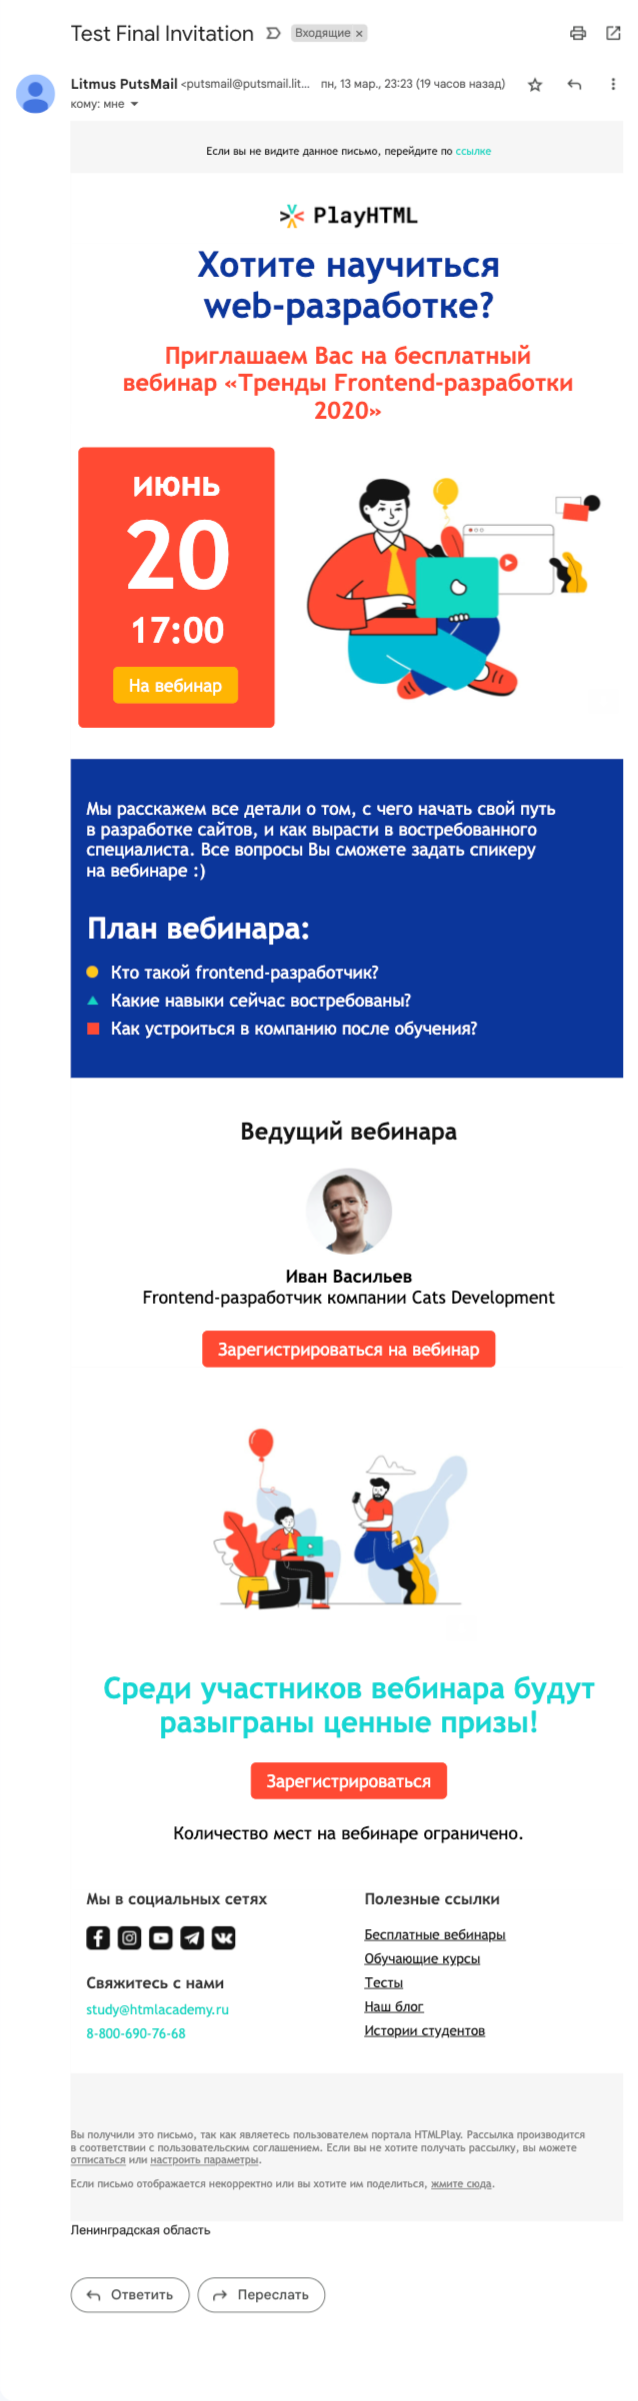 Test Final Invitation Входящие ×
Litmus PutsMail <putsmail@putsmail.lit... пн, 13 мар., 23:23 (19 часов назад)
кому: мне
Если вы не видите данное письмо, перейдите по ссылке
PlayHTML
Хотите научиться
web-разработке?
Приглашаем Вас на бесплатный
вебинар «Тренды Frontend-разработки
2020»
июнь
20
17:00
На вебинар
Мы расскажем все детали о том, с чего начать свой путь
в разработке сайтов, и как вырасти в востребованного
специалиста. Все вопросы Вы сможете задать спикеру
на вебинаре :)
План вебинара:
Кто такой frontend-разработчик?
Какие навыки сейчас востребованы?
Как устроиться в компанию после обучения?
Ведущий вебинара
Иван Васильев
Frontend-разработчик компании Cats Development
Зарегистрироваться на вебинар
Среди участников вебинара будут
разыграны ценные призы!
Зарегистрироваться
Количество мест на вебинаре ограничено.
Мы в социальных сетях
Свяжитесь с нами
study@htmlacademy.ru
8-800-690-76-68
Полезные ссылки
Бесплатные вебинары
Обучающие курсы
Тесты
Наш блог
Истории студентов
Вы получили это письмо, так как являетесь пользователем портала HTMLPlay. Рассылка производится
в соответствии с пользовательским соглашением. Если вы не хотите получать рассылку, вы можете
отписаться или настроить параметры.
Если письмо отображается некорректно или вы хотите им поделиться, жмите сюда.
Ленинградская область
Ответить
Переслать